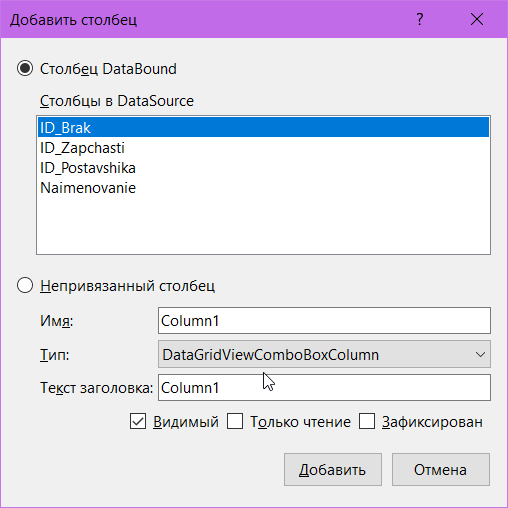 Добавить столбец ?
Столбец DataBound
Столбцы в DataSource
ID_Brak
ID_Zapchasti
ID_Postavshika
Naimenovanie
Непривязанный столбец
Имя: Column1
Тип: DataGridViewComboBoxColumn
Текст заголовка: Column1
Видимый Только чтение Зафиксирован
Добавить Отмена